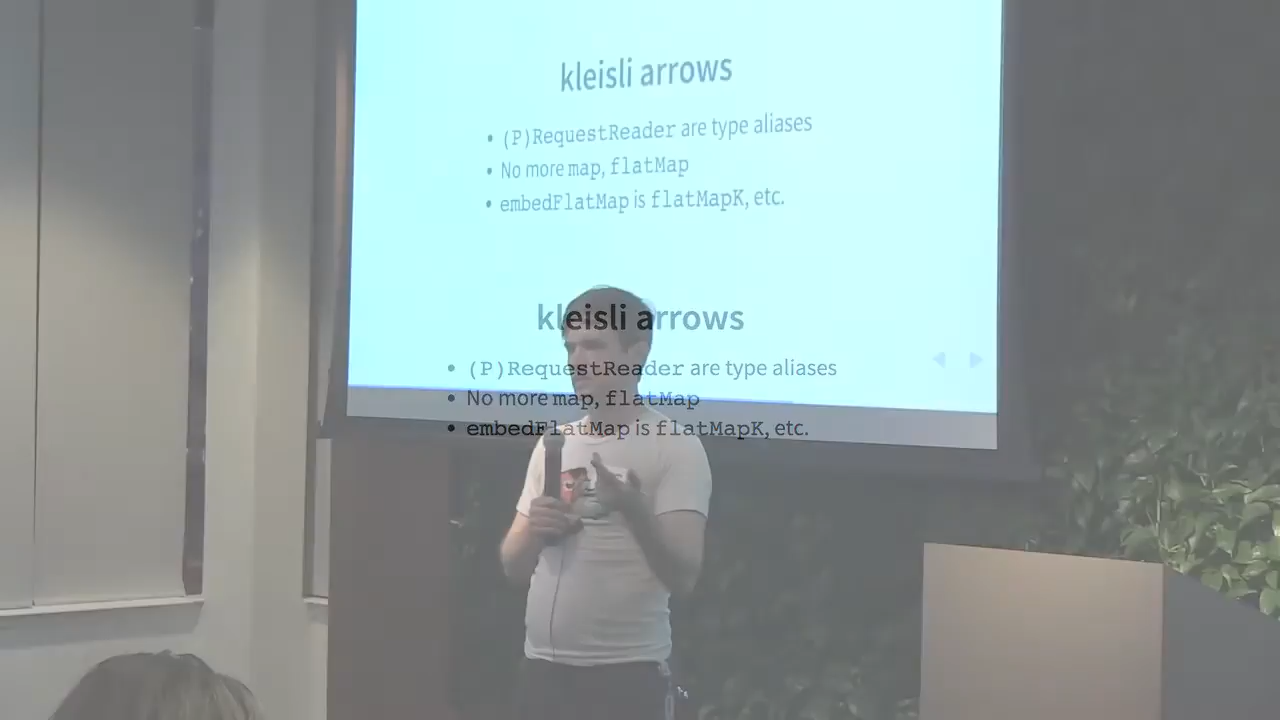 kleisli arrows
• (P)RequestReader are type aliases
• No more map, flatMap
• embedFlatMap is flatMapK, etc.
kleisli arrows
• (P)RequestReader are type aliases
• No more map, flatMap
• embedFlatMap is flatMapK, etc.